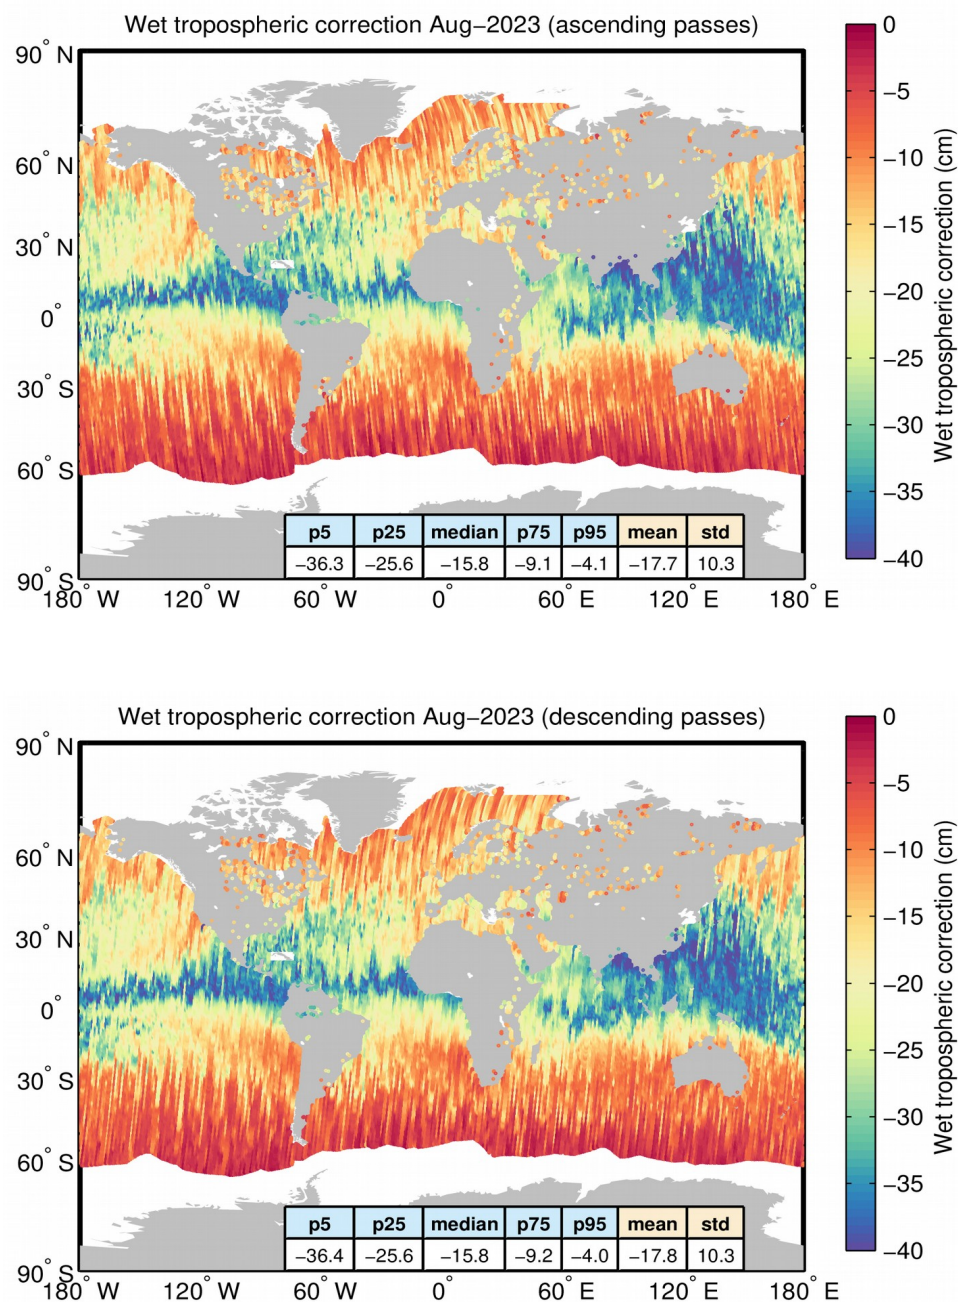 Wet tropospheric correction Aug−2023 (ascending passes)
90° N
60° N
30° N
0°
30° S
60° S
90° S
180° W
120° W
60° W
0°
60° E
120° E
180° E
p5 p25 median p75 p95 mean std
−36.3 −25.6 −15.8 −9.1 −4.1 −17.7 10.3
0
−5
−10
−15
−20
−25
−30
−35
−40
Wet tropospheric correction (cm)
Wet tropospheric correction Aug−2023 (descending passes)
90° N
60° N
30° N
0°
30° S
60° S
90° S
180° W
120° W
60° W
0°
60° E
120° E
180° E
p5 p25 median p75 p95 mean std
−36.4 −25.6 −15.8 −9.2 −4.0 −17.8 10.3
0
−5
−10
−15
−20
−25
−30
−35
−40
Wet tropospheric correction (cm)